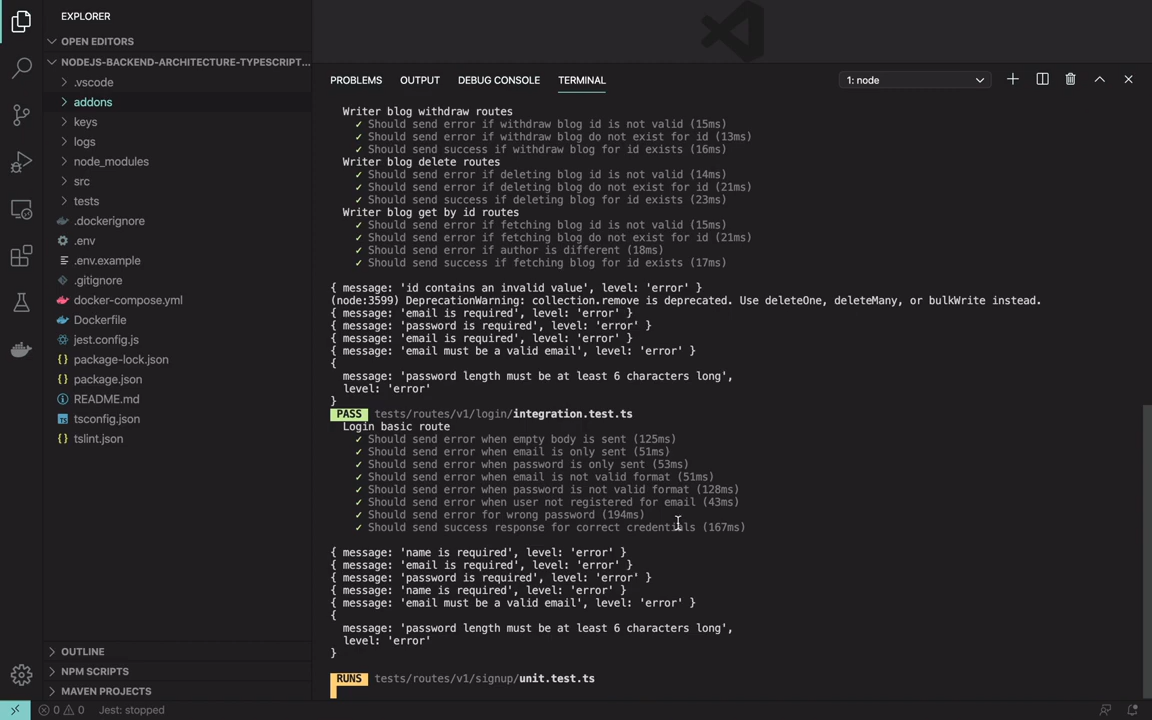 EXPLORER
OPEN EDITORS
NODEJS-BACKEND-ARCHITECTURE-TYPESCRIPT...
.vscode
addons
keys
logs
node_modules
src
tests
.dockerignore
.env
.env.example
.gitignore
docker-compose.yml
Dockerfile
jest.config.js
package-lock.json
package.json
README.md
tsconfig.json
tslint.json
OUTLINE
NPM SCRIPTS
MAVEN PROJECTS
PROBLEMS OUTPUT DEBUG CONSOLE TERMINAL 1: node
Writer blog withdraw routes
✓ Should send error if withdraw blog id is not valid (15ms)
✓ Should send error if withdraw blog do not exist for id (13ms)
✓ Should send success if withdraw blog for id exists (16ms)
Writer blog delete routes
✓ Should send error if deleting blog id is not valid (14ms)
✓ Should send error if deleting blog do not exist for id (21ms)
✓ Should send success if deleting blog for id exists (23ms)
Writer blog get by id routes
✓ Should send error if fetching blog id is not valid (15ms)
✓ Should send error if fetching blog do not exist for id (21ms)
✓ Should send error if author is different (18ms)
✓ Should send success if fetching blog for id exists (17ms)
{ message: 'id contains an invalid value', level: 'error' }
(node:3599) DeprecationWarning: collection.remove is deprecated. Use deleteOne, deleteMany, or bulkWrite instead.
{ message: 'email is required', level: 'error' }
{ message: 'password is required', level: 'error' }
{ message: 'email is required', level: 'error' }
{ message: 'email must be a valid email', level: 'error' }
{
message: 'password length must be at least 6 characters long',
level: 'error'
}
PASS tests/routes/v1/login/integration.test.ts
Login basic route
✓ Should send error when empty body is sent (125ms)
✓ Should send error when email is only sent (51ms)
✓ Should send error when password is only sent (53ms)
✓ Should send error when email is not valid format (51ms)
✓ Should send error when password is not valid format (128ms)
✓ Should send error when user not registered for email (43ms)
✓ Should send error for wrong password (194ms)
✓ Should send success response for correct credentials (167ms)
{ message: 'name is required', level: 'error' }
{ message: 'email is required', level: 'error' }
{ message: 'password is required', level: 'error' }
{ message: 'name is required', level: 'error' }
{ message: 'email must be a valid email', level: 'error' }
{
message: 'password length must be at least 6 characters long',
level: 'error'
}
RUNS tests/routes/v1/signup/unit.test.ts
0 0 Jest: stopped